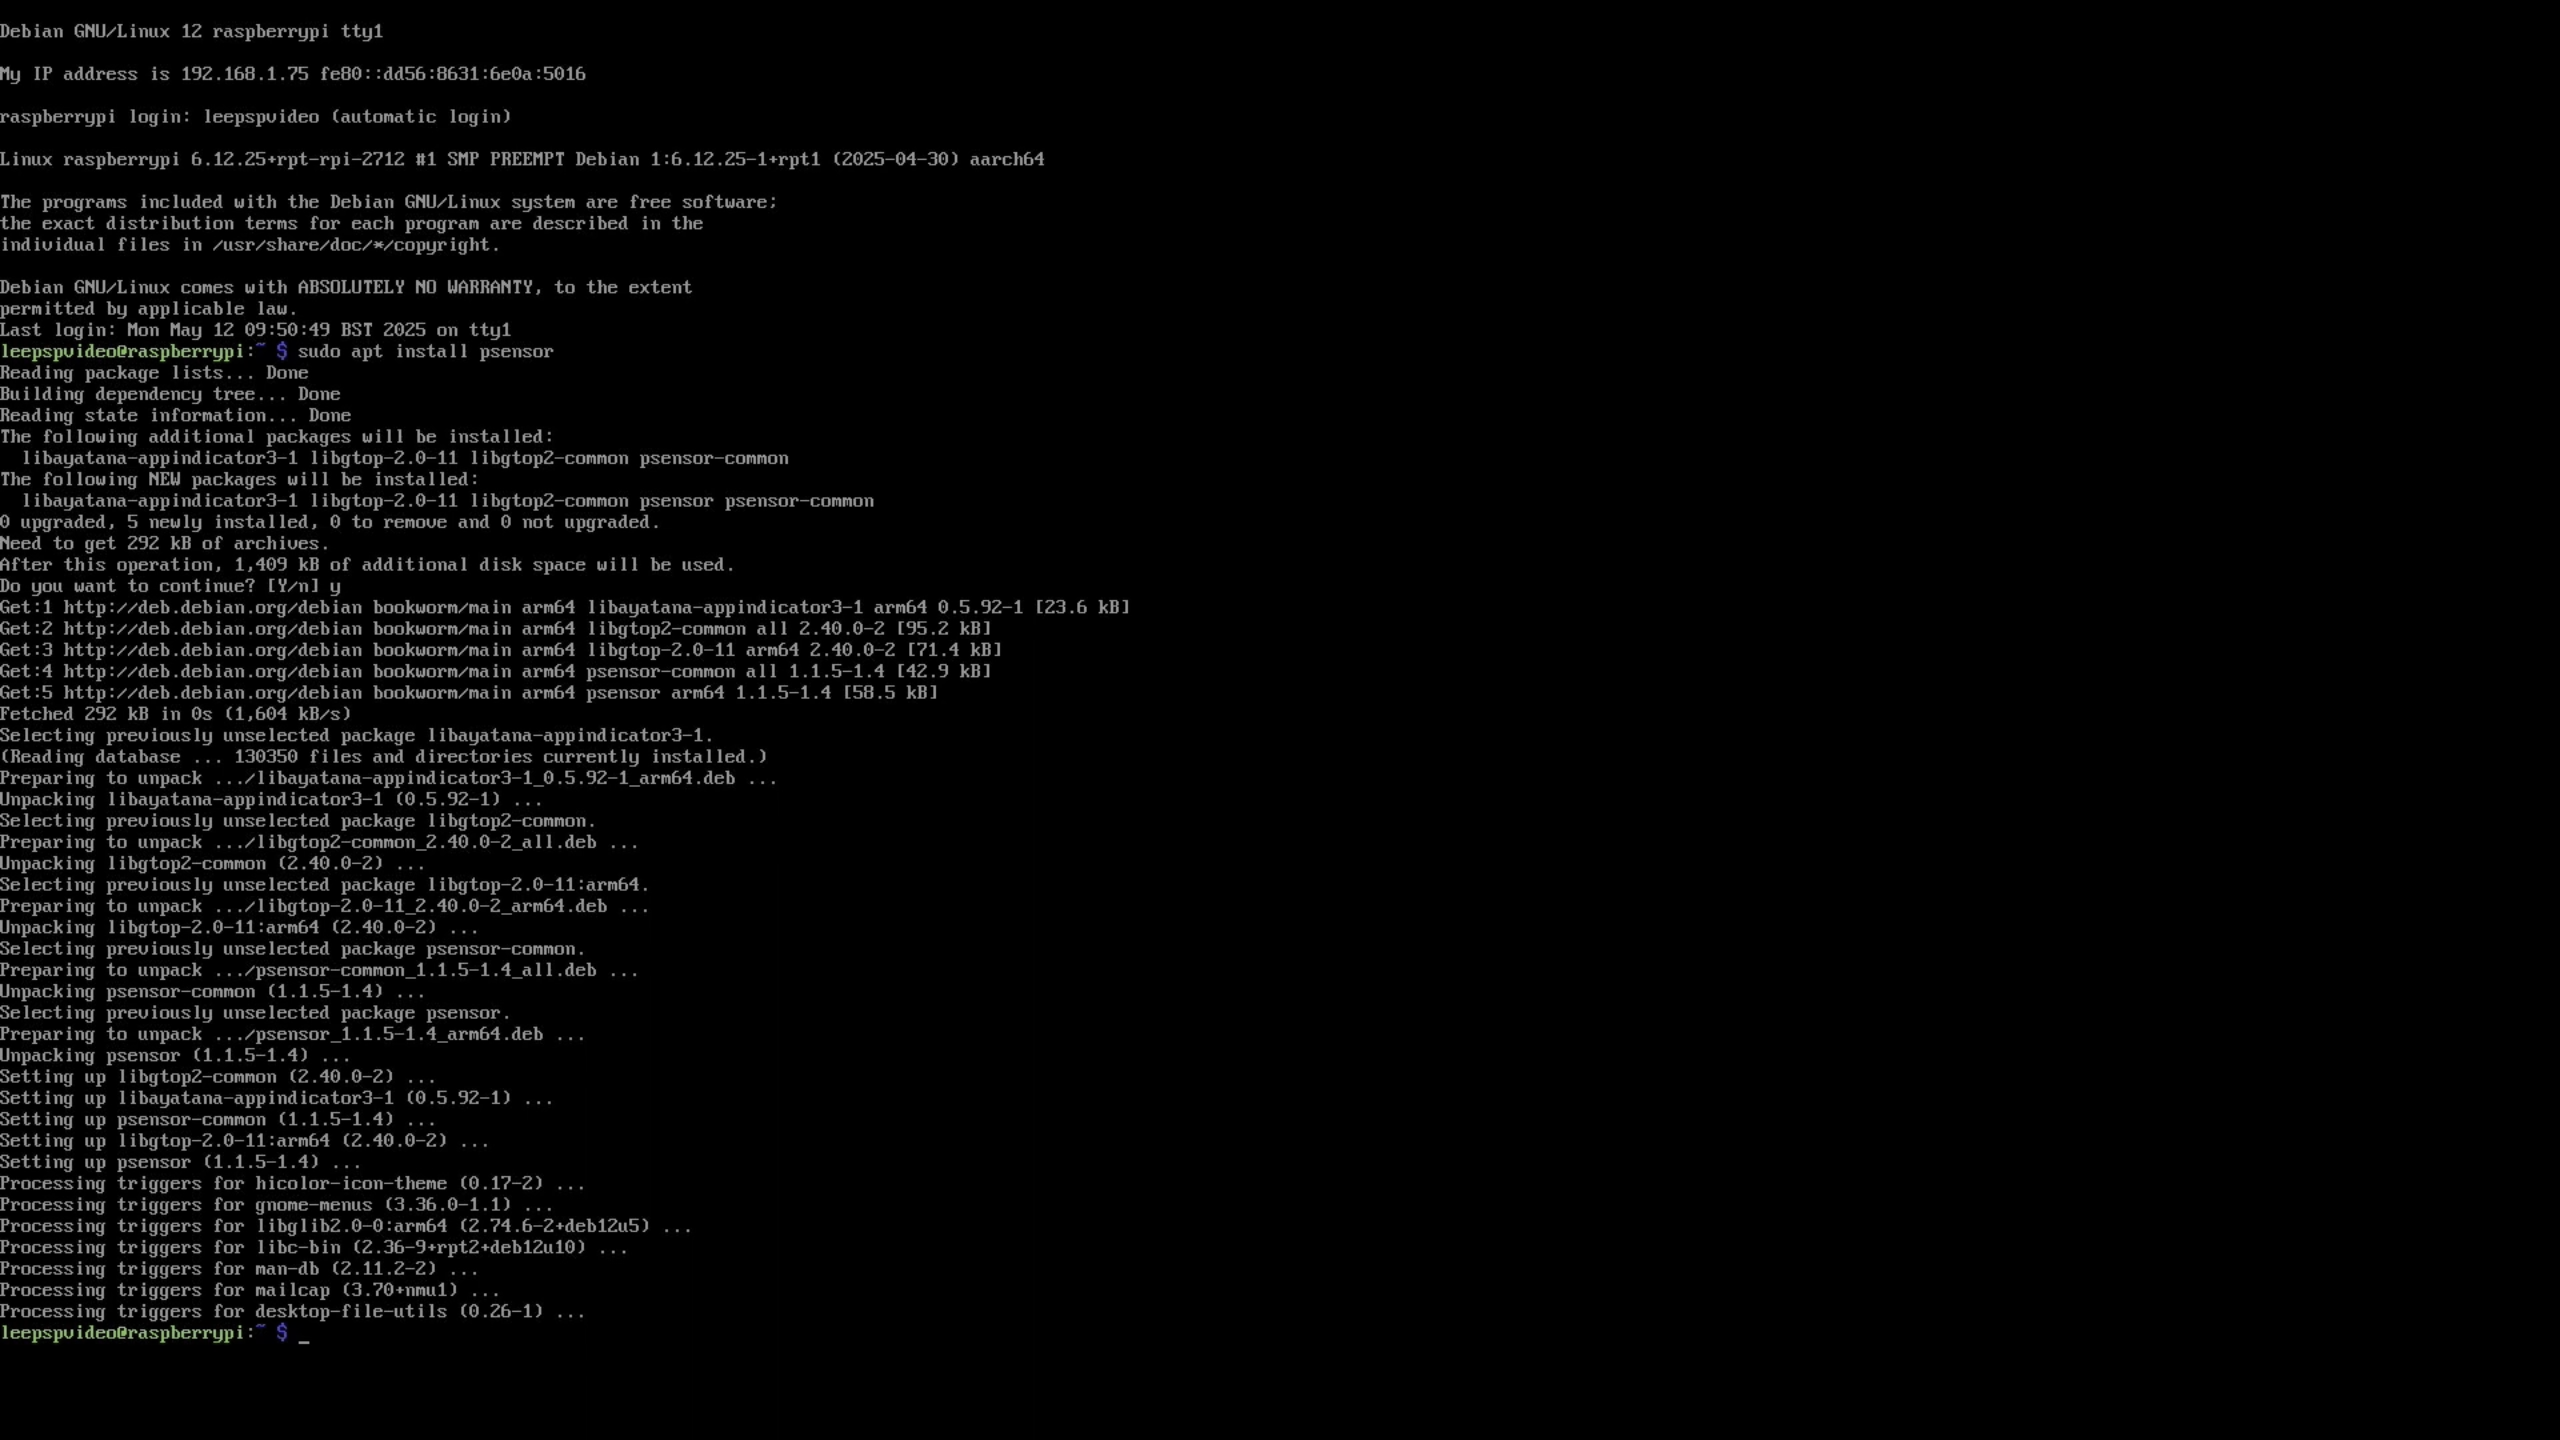 Debian GNU/Linux 12 raspberrypi tty1
My IP address is 192.168.1.75 fe80::dd56:8631:6e0a:5016
raspberrypi login: leepspvideo (automatic login)
Linux raspberrypi 6.12.25+rpt-rpi-2712 #1 SMP PREEMPT Debian 1:6.12.25-1+rpt1 (2025-04-30) aarch64
The programs included with the Debian GNU/Linux system are free software;
the exact distribution terms for each program are described in the
individual files in /usr/share/doc/*/copyright.
Debian GNU/Linux comes with ABSOLUTELY NO WARRANTY, to the extent
permitted by applicable law.
Last login: Mon May 12 09:50:49 BST 2025 on tty1
leepspvideo@raspberrypi:~ $ sudo apt install psensor
Reading package lists... Done
Building dependency tree... Done
Reading state information... Done
The following additional packages will be installed:
  libayatana-appindicator3-1 libgtop-2.0-11 libgtop2-common psensor-common
The following NEW packages will be installed:
  libayatana-appindicator3-1 libgtop-2.0-11 libgtop2-common psensor psensor-common
0 upgraded, 5 newly installed, 0 to remove and 0 not upgraded.
Need to get 292 kB of archives.
After this operation, 1,409 kB of additional disk space will be used.
Do you want to continue? [Y/n] y
Get:1 http://deb.debian.org/debian bookworm/main arm64 libayatana-appindicator3-1 arm64 0.5.92-1 [23.6 kB]
Get:2 http://deb.debian.org/debian bookworm/main arm64 libgtop2-common all 2.40.0-2 [95.2 kB]
Get:3 http://deb.debian.org/debian bookworm/main arm64 libgtop-2.0-11 arm64 2.40.0-2 [71.4 kB]
Get:4 http://deb.debian.org/debian bookworm/main arm64 psensor-common all 1.1.5-1.4 [42.9 kB]
Get:5 http://deb.debian.org/debian bookworm/main arm64 psensor arm64 1.1.5-1.4 [58.5 kB]
Fetched 292 kB in 0s (1,604 kB/s)
Selecting previously unselected package libayatana-appindicator3-1.
(Reading database ... 130350 files and directories currently installed.)
Preparing to unpack .../libayatana-appindicator3-1_0.5.92-1_arm64.deb ...
Unpacking libayatana-appindicator3-1 (0.5.92-1) ...
Selecting previously unselected package libgtop2-common.
Preparing to unpack .../libgtop2-common_2.40.0-2_all.deb ...
Unpacking libgtop2-common (2.40.0-2) ...
Selecting previously unselected package libgtop-2.0-11:arm64.
Preparing to unpack .../libgtop-2.0-11_2.40.0-2_arm64.deb ...
Unpacking libgtop-2.0-11:arm64 (2.40.0-2) ...
Selecting previously unselected package psensor-common.
Preparing to unpack .../psensor-common_1.1.5-1.4_all.deb ...
Unpacking psensor-common (1.1.5-1.4) ...
Selecting previously unselected package psensor.
Preparing to unpack .../psensor_1.1.5-1.4_arm64.deb ...
Unpacking psensor (1.1.5-1.4) ...
Setting up libgtop2-common (2.40.0-2) ...
Setting up libayatana-appindicator3-1 (0.5.92-1) ...
Setting up psensor-common (1.1.5-1.4) ...
Setting up libgtop-2.0-11:arm64 (2.40.0-2) ...
Setting up psensor (1.1.5-1.4) ...
Processing triggers for hicolor-icon-theme (0.17-2) ...
Processing triggers for gnome-menus (3.36.0-1.1) ...
Processing triggers for libglib2.0-0:arm64 (2.74.6-2+deb12u5) ...
Processing triggers for libc-bin (2.36-9+rpt2+deb12u10) ...
Processing triggers for man-db (2.11.2-2) ...
Processing triggers for mailcap (3.70+nmu1) ...
Processing triggers for desktop-file-utils (0.26-1) ...
leepspvideo@raspberrypi:~ $ _